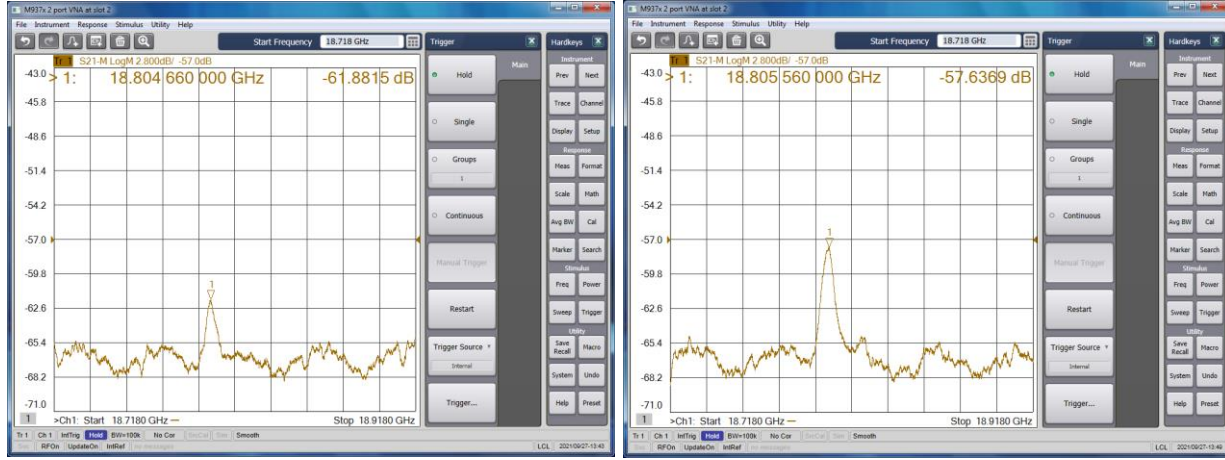 M937x 2 port VNA at slot 2
File Instrument Response Stimulus Utility Help
Start Frequency 18.718 GHz
Trigger
Hardkeys
Tr 1 S21-M LogM 2.800dB/ -57.0dB
> 1: 18.804 660 000 GHz -61.8815 dB
-43.0
-45.8
-48.6
-51.4
-54.2
-57.0
-59.8
-62.6
-65.4
-68.2
-71.0
1
1 >Ch1: Start 18.7180 GHz
Stop 18.9180 GHz
Main
Hold
Single
Groups
1
Continuous
Manual Trigger
Restart
Trigger Source
Internal
Trigger...
Instrument
Prev Next
Trace Channel
Display Setup
Response
Meas Format
Scale Math
Avg BW Cal
Marker Search
Stimulus
Freq Power
Sweep Trigger
Utility
Save Recall Macro
System Undo
Help Preset
Tr 1 Ch 1 IntTrig Hold BW=100k No Cor Smooth
RFOn UpdateOn IntRef no messages LCL 2021/09/27-13:43
M937x 2 port VNA at slot 2
File Instrument Response Stimulus Utility Help
Start Frequency 18.718 GHz
Trigger
Hardkeys
Tr 1 S21-M LogM 2.800dB/ -57.0dB
> 1: 18.805 560 000 GHz -57.6369 dB
-43.0
-45.8
-48.6
-51.4
-54.2
-57.0
-59.8
-62.6
-65.4
-68.2
-71.0
1
1 >Ch1: Start 18.7180 GHz
Stop 18.9180 GHz
Main
Hold
Single
Groups
1
Continuous
Manual Trigger
Restart
Trigger Source
Internal
Trigger...
Instrument
Prev Next
Trace Channel
Display Setup
Response
Meas Format
Scale Math
Avg BW Cal
Marker Search
Stimulus
Freq Power
Sweep Trigger
Utility
Save Recall Macro
System Undo
Help Preset
Tr 1 Ch 1 IntTrig Hold BW=100k No Cor Smooth
RFOn UpdateOn IntRef no messages LCL